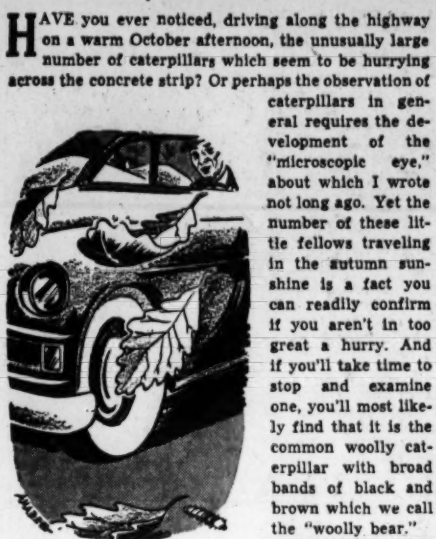 HAVE you ever noticed, driving along the highway
on a warm October afternoon, the unusually large
number of caterpillars which seem to be hurrying
across the concrete strip? Or perhaps the observation of
caterpillars in gen-
eral requires the de-
velopment of the
"microscopic eye,"
about which I wrote
not long ago. Yet the
number of these lit-
tle fellows traveling
in the autumn sun-
shine is a fact you
can readily confirm
if you aren't in too
great a hurry. And
if you'll take time to
stop and examine
one, you'll most like-
ly find that it is the
common woolly cat-
erpillar with broad
bands of black and
brown which we call
the "woolly bear."